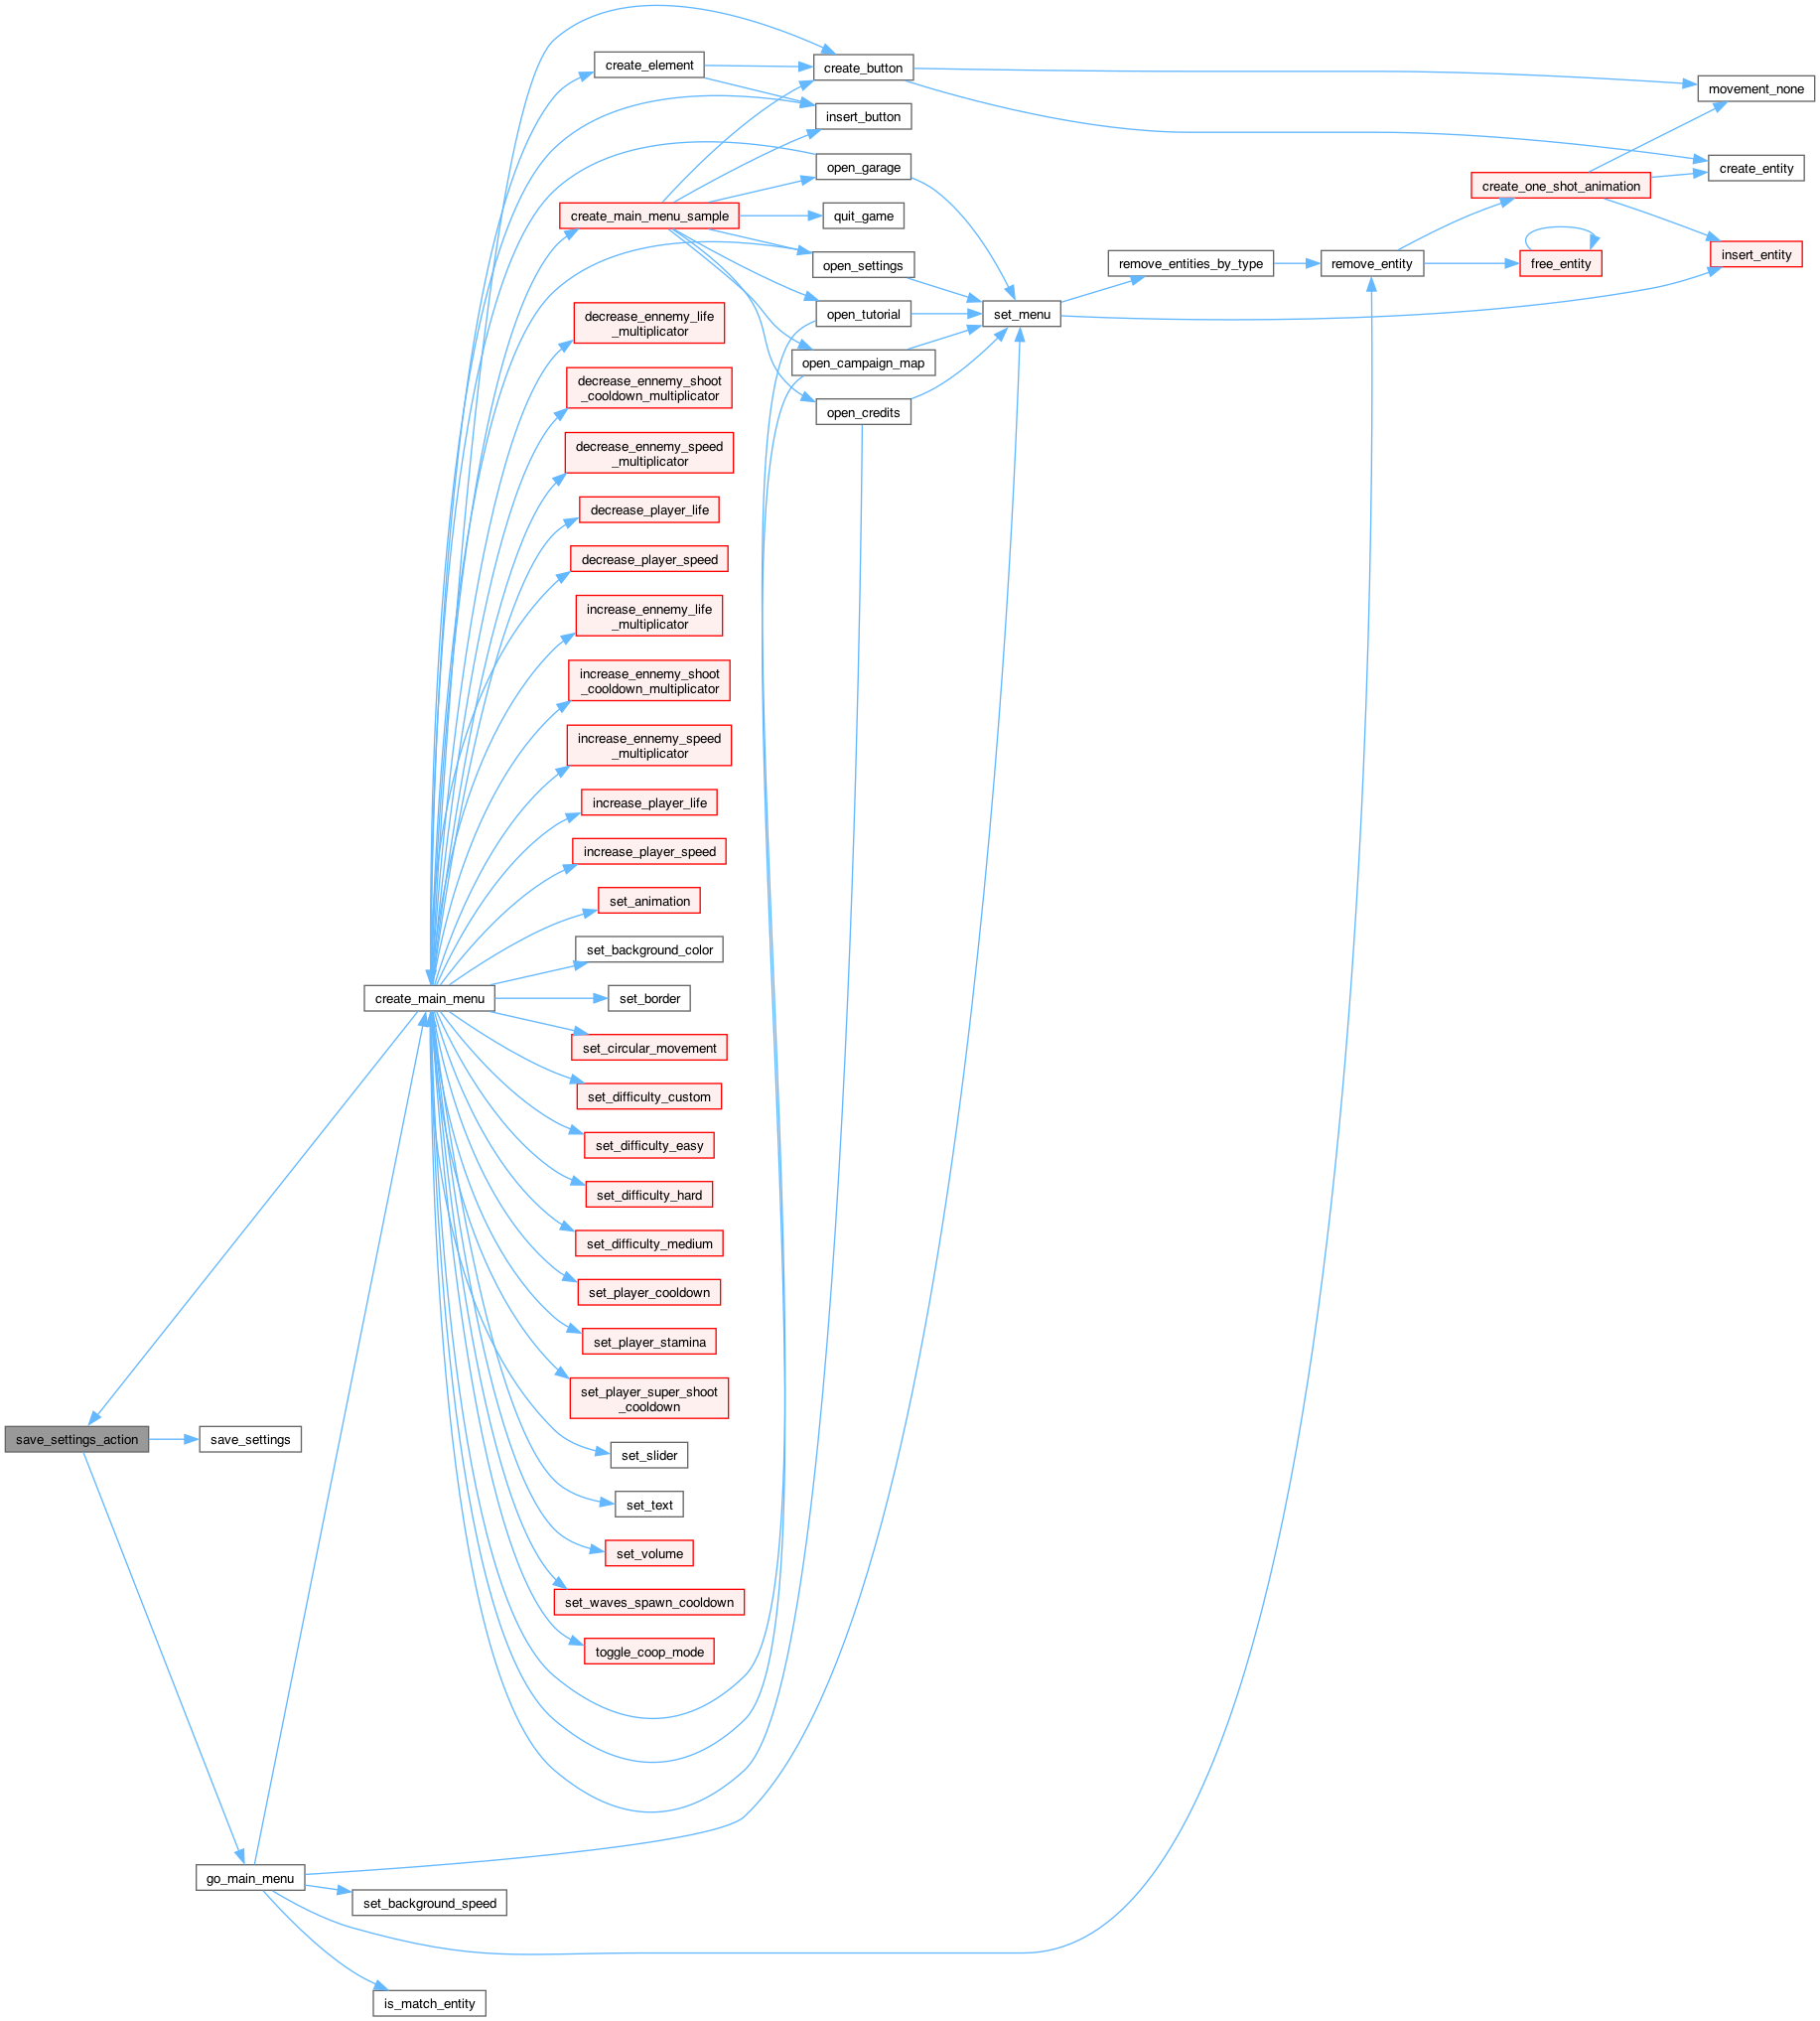 save_settings_action
save_settings
go_main_menu
create_main_menu
set_background_speed
is_match_entity
create_element
create_main_menu_sample
decrease_ennemy_life
_multiplicator
decrease_ennemy_shoot
_cooldown_multiplicator
decrease_ennemy_speed
_multiplicator
decrease_player_life
decrease_player_speed
increase_ennemy_life
_multiplicator
increase_ennemy_shoot
_cooldown_multiplicator
increase_ennemy_speed
_multiplicator
increase_player_life
increase_player_speed
set_animation
set_background_color
set_border
set_circular_movement
set_difficulty_custom
set_difficulty_easy
set_difficulty_hard
set_difficulty_medium
set_player_cooldown
set_player_stamina
set_player_super_shoot
_cooldown
set_slider
set_text
set_volume
set_waves_spawn_cooldown
toggle_coop_mode
create_button
insert_button
open_garage
quit_game
open_settings
open_tutorial
open_campaign_map
open_credits
set_menu
remove_entities_by_type
remove_entity
create_one_shot_animation
free_entity
movement_none
create_entity
insert_entity